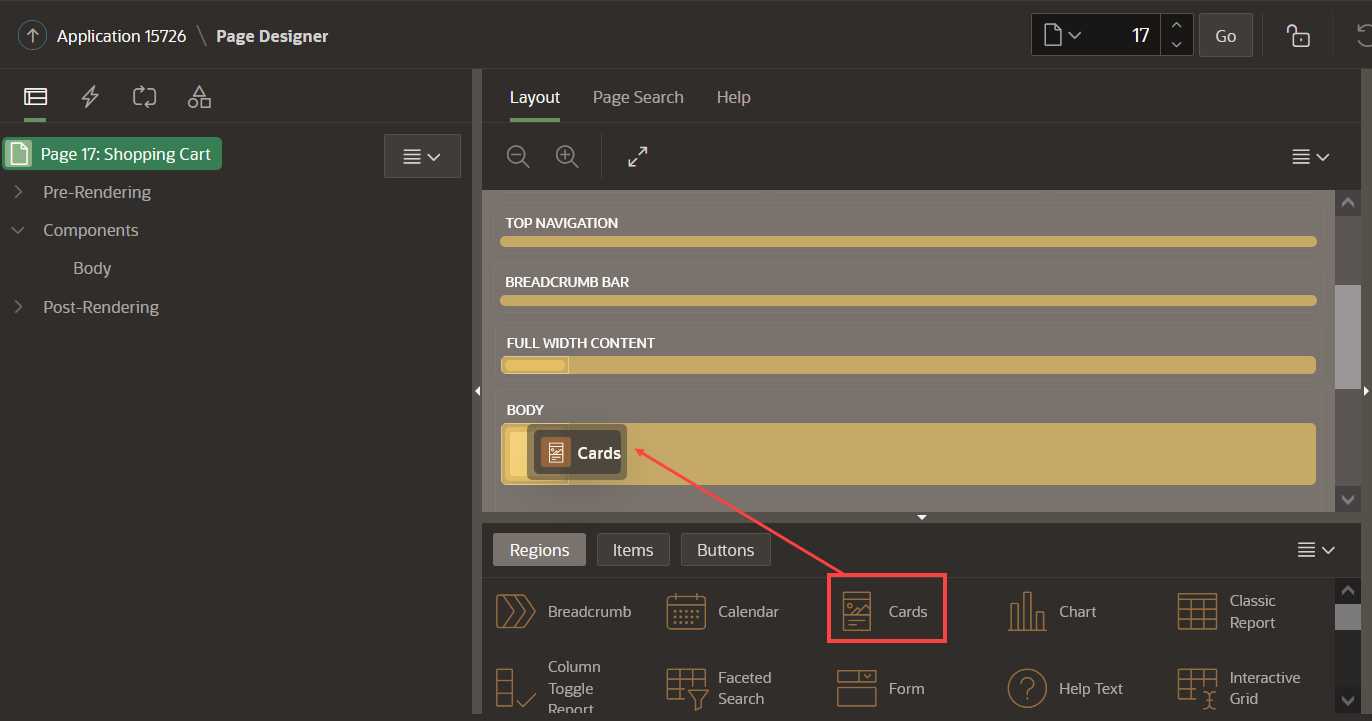 Application 15726 \ Page Designer
17
Go
Layout
Page Search
Help
Page 17: Shopping Cart
Pre-Rendering
Components
Body
Post-Rendering
TOP NAVIGATION
BREADCRUMB BAR
FULL WIDTH CONTENT
BODY
Cards
Regions
Items
Buttons
Breadcrumb
Calendar
Cards
Chart
Classic
Report
Column
Toggle
Report
Faceted
Search
Form
Help Text
Interactive
Grid